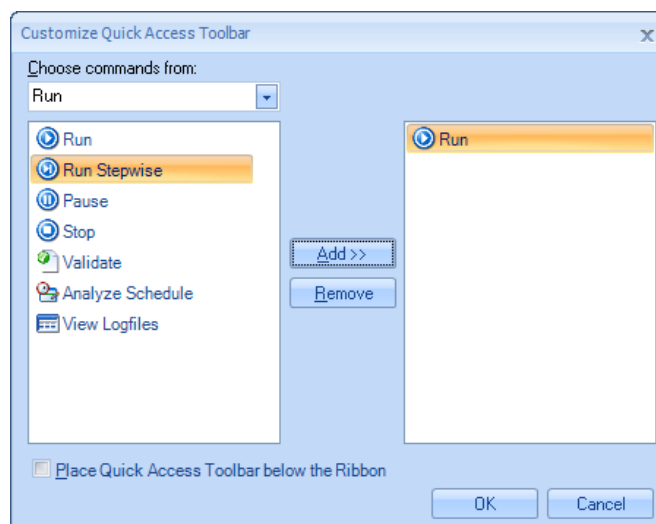 Customize Quick Access Toolbar
x
Choose commands from:
Run
Run
Run Stepwise
Pause
Stop
Validate
Analyze Schedule
View Logfiles
Add >>
Remove
Run
Place Quick Access Toolbar below the Ribbon
OK
Cancel